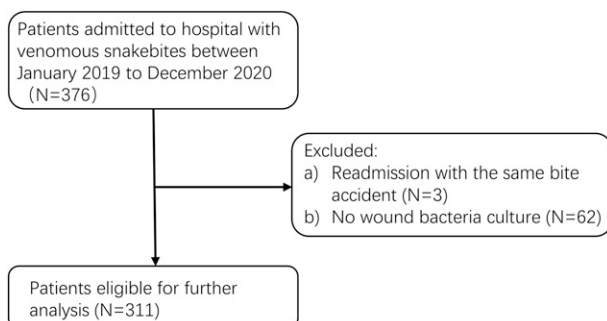 Patients admitted to hospital with
venomous snakebites between
January 2019 to December 2020
（N=376）
Excluded:
a) Readmission with the same bite
accident (N=3)
b) No wound bacteria culture (N=62)
Patients eligible for further
analysis (N=311)